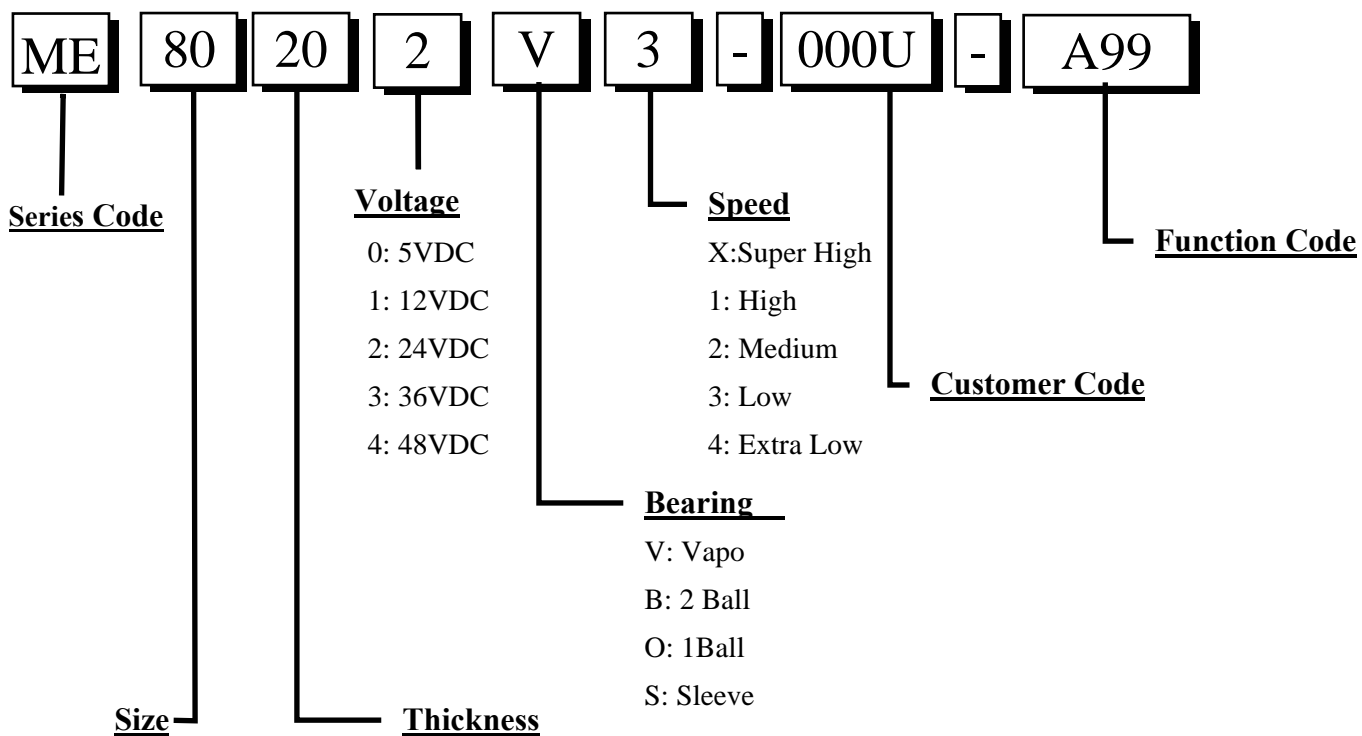 ME 80 20 2 V 3 - 000U - A99
Series Code
Voltage
0: 5VDC
1: 12VDC
2: 24VDC
3: 36VDC
4: 48VDC
Speed
X:Super High
1: High
2: Medium
3: Low
4: Extra Low
Function Code
Customer Code
Bearing
V: Vapo
B: 2 Ball
O: 1Ball
S: Sleeve
Size
Thickness